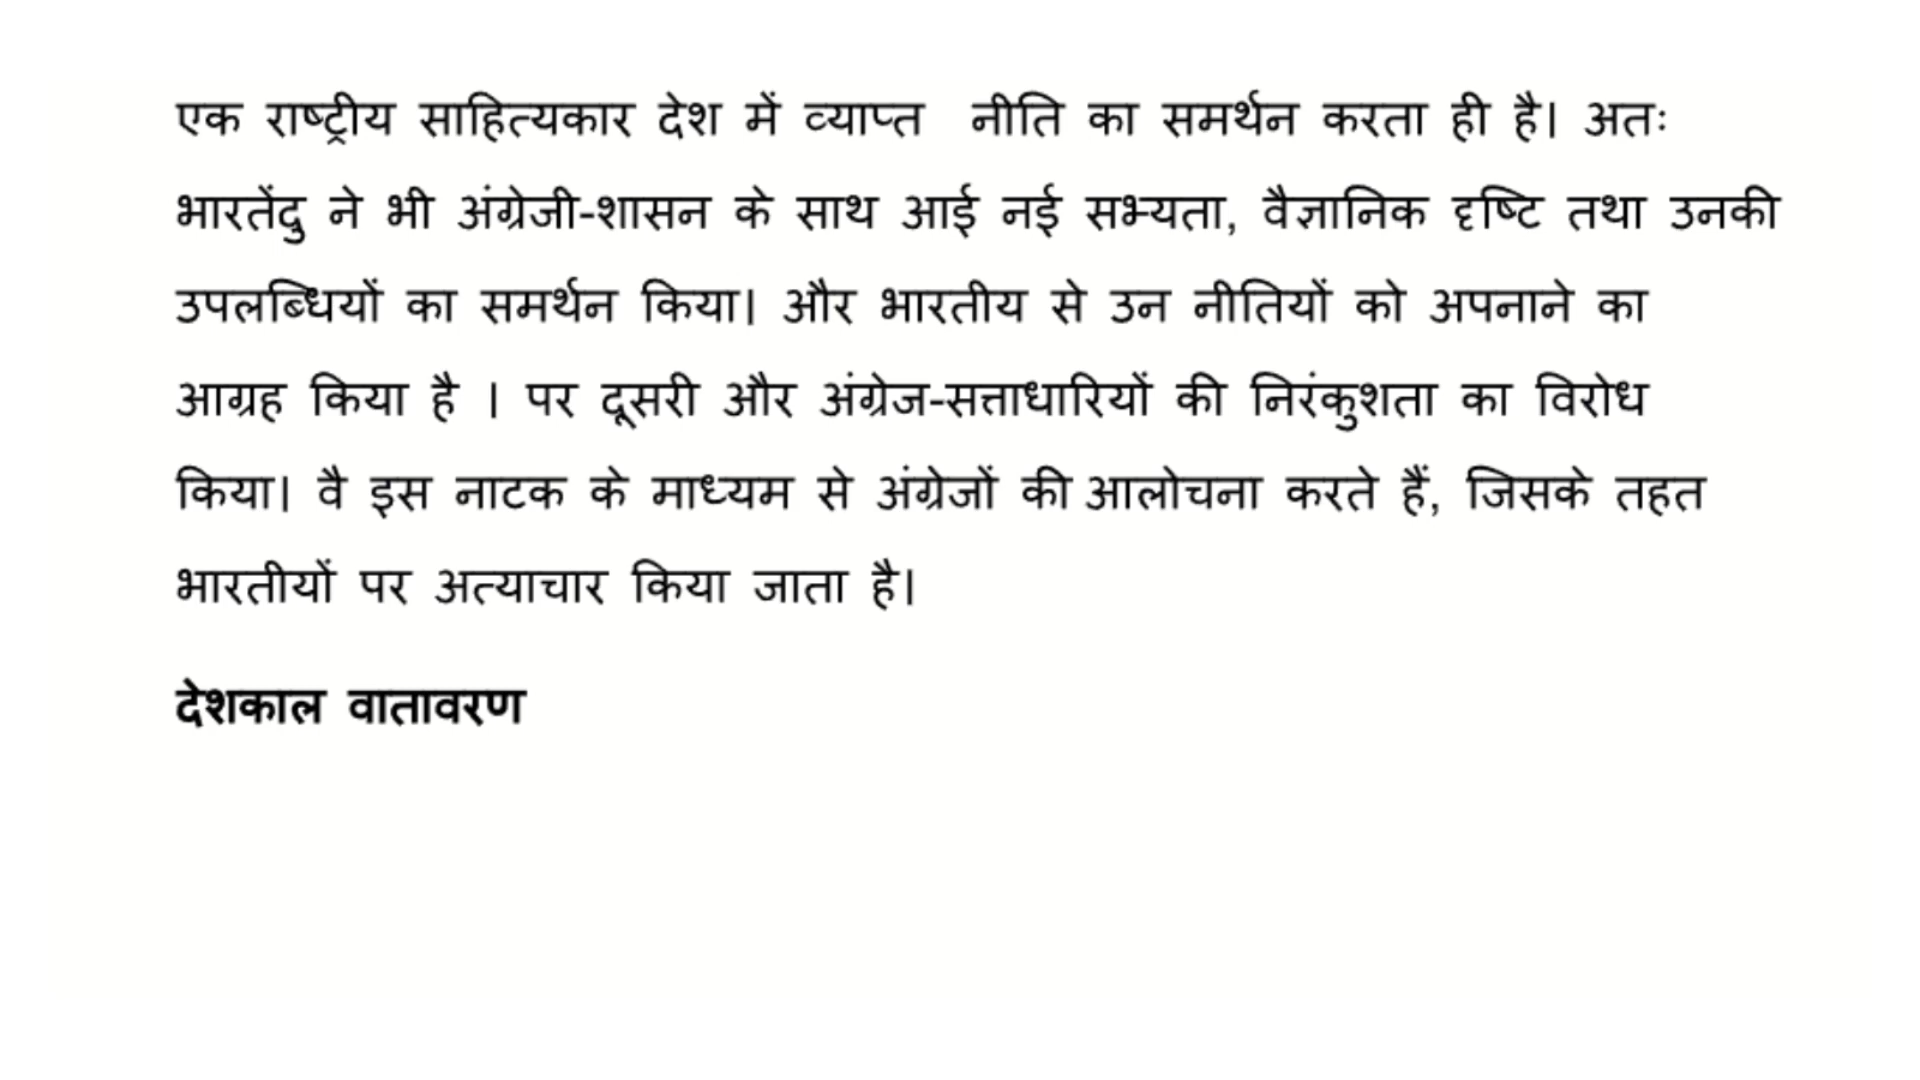 एक राष्ट्रीय साहित्यकार देश में व्याप्त नीति का समर्थन करता ही है। अतः
भारतेंदु ने भी अंग्रेजी-शासन के साथ आई नई सभ्यता, वैज्ञानिक दृष्टि तथा उनकी
उपलब्धियों का समर्थन किया। और भारतीय से उन नीतियों को अपनाने का
आग्रह किया है । पर दूसरी और अंग्रेज-सत्ताधारियों की निरंकुशता का विरोध
किया। वै इस नाटक के माध्यम से अंग्रेजों की आलोचना करते हैं, जिसके तहत
भारतीयों पर अत्याचार किया जाता है।
देशकाल वातावरण